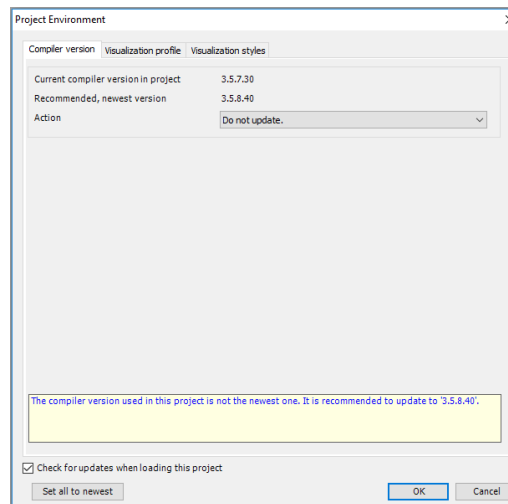 Project Environment
Compiler version Visualization profile Visualization styles
Current compiler version in project 3.5.7.30
Recommended, newest version 3.5.8.40
Action Do not update.
The compiler version used in this project is not the newest one. It is recommended to update to '3.5.8.40'.
Check for updates when loading this project
Set all to newest OK Cancel